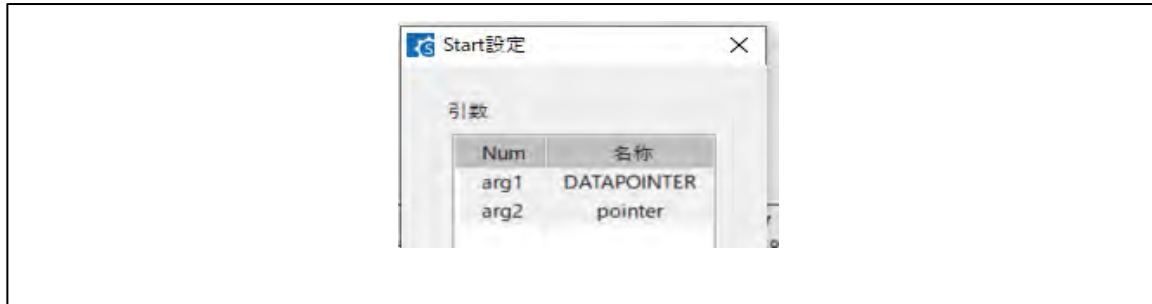 Start設定
引数
Num 名称
arg1 DATAPOINTER
arg2 pointer